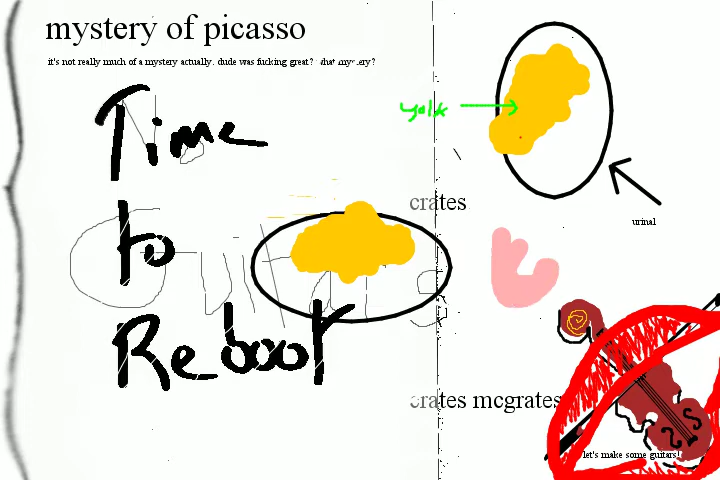 mystery of picasso
it's not really much of a mystery actually. dude was fucking great?
Time
to
Reboot
yolk
crates
urinal
crates mcgrates
let's make some guitars!